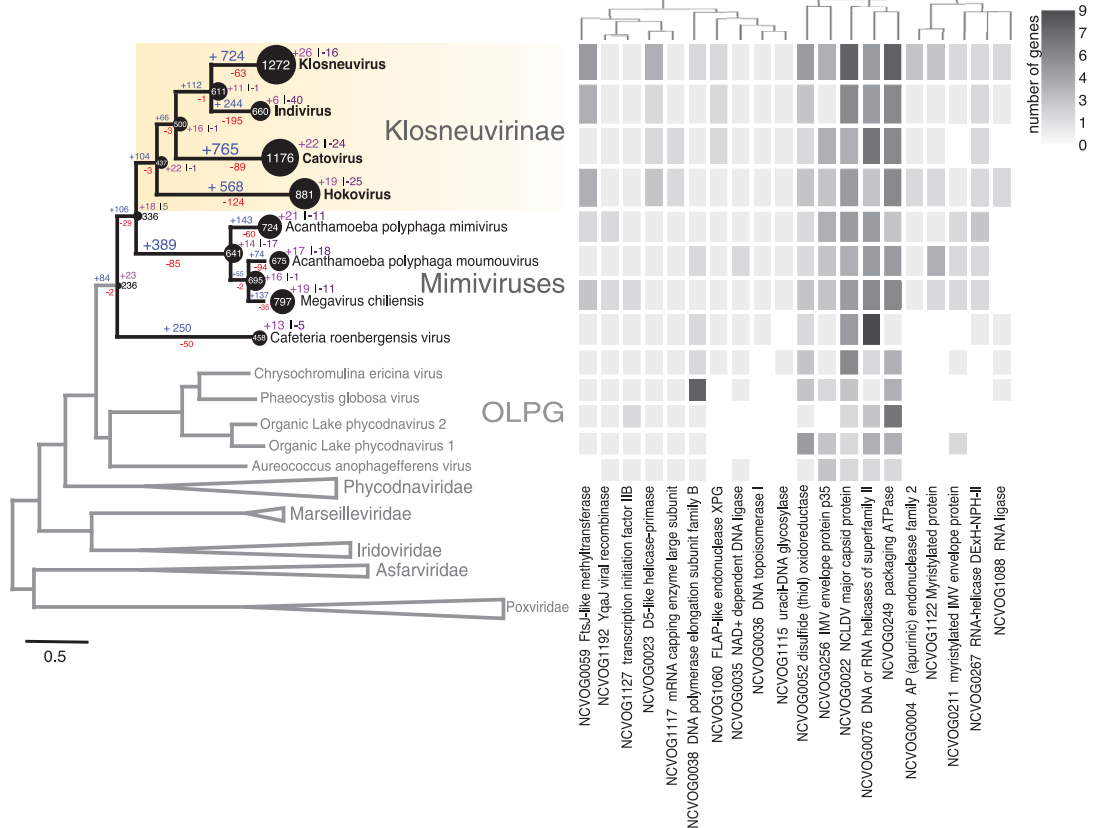 +724
-63
1272
+26 I-16
Klosneuvirus
+112
-1
611
+11 I-1
+244
-195
660
+6 I-40
Indivirus
+66
-3
500
+16 I-1
+765
-89
1176
+22 I-24
Catovirus
+104
-3
437
+22 I-1
+568
-124
881
+19 I-25
Hokovirus
Klosneuvirinae
+106
-29
+18 I5
336
+389
-85
641
+14 I-17
+143
-60
724
+21 I-11
Acanthamoeba polyphaga mimivirus
+55
-2
695
+16 I-1
+74
-94
675
+17 I-18
Acanthamoeba polyphaga moumouvirus
+137
-35
797
+19 I-11
Megavirus chiliensis
Mimiviruses
+84
-2
+23
236
+250
-50
458
+13 I-5
Cafeteria roenbergensis virus
Chrysochromulina ericina virus
Phaeocystis globosa virus
Organic Lake phycodnavirus 2
Organic Lake phycodnavirus 1
Aureococcus anophagefferens virus
OLPG
Phycodnaviridae
Marseilleviridae
Iridoviridae
Asfarviridae
Poxviridae
0.5
number of genes
9
7
6
4
3
1
0
NCVOG0059 FtsJ-like methyltransferase
NCVOG1192 YqaJ viral recombinase
NCVOG1127 transcription initiation factor IIB
NCVOG0023 D5-like helicase-primase
NCVOG1117 mRNA capping enzyme large subunit
NCVOG0038 DNA polymerase elongation subunit family B
NCVOG1060 FLAP-like endonuclease XPG
NCVOG0035 NAD+ dependent DNA ligase
NCVOG0036 DNA topoisomerase I
NCVOG1115 uracil-DNA glycosylase
NCVOG0052 disulfide (thiol) oxidoreductase
NCVOG0256 IMV envelope protein p35
NCVOG0022 NCLDV major capsid protein
NCVOG0076 DNA or RNA helicases of superfamily II
NCVOG0249 packaging ATPase
NCVOG0004 AP (apurinic) endonuclease family 2
NCVOG1122 Myristylated protein
NCVOG0211 myristylated IMV envelope protein
NCVOG0267 RNA-helicase DExH-NPH-II
NCVOG1088 RNA ligase